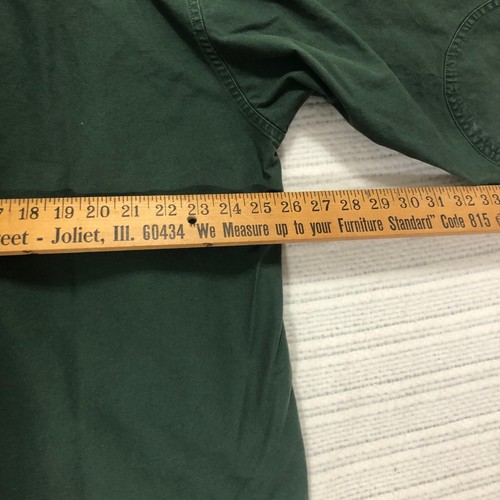 7 18 19 20 21 22 23 24 25 26 27 28 29 30 31 32 33
reet - Joliet, Ill. 60434 "We Measure up to your Furniture Standard" Code 815